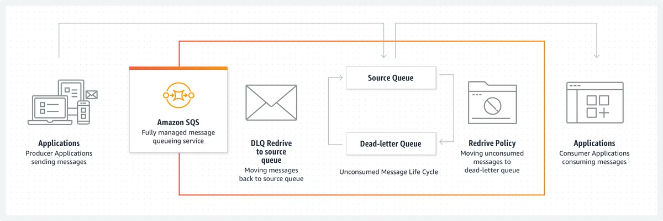 Applications
Producer Applications
sending messages
Amazon SQS
Fully managed message
queueing service
DLQ Redrive
to source
queue
Moving messages
back to source queue
Source Queue
Dead-letter Queue
Unconsumed Message Life Cycle
Redrive Policy
Moving unconsumed
messages to
dead-letter queue
Applications
Consumer Applications
consuming messages